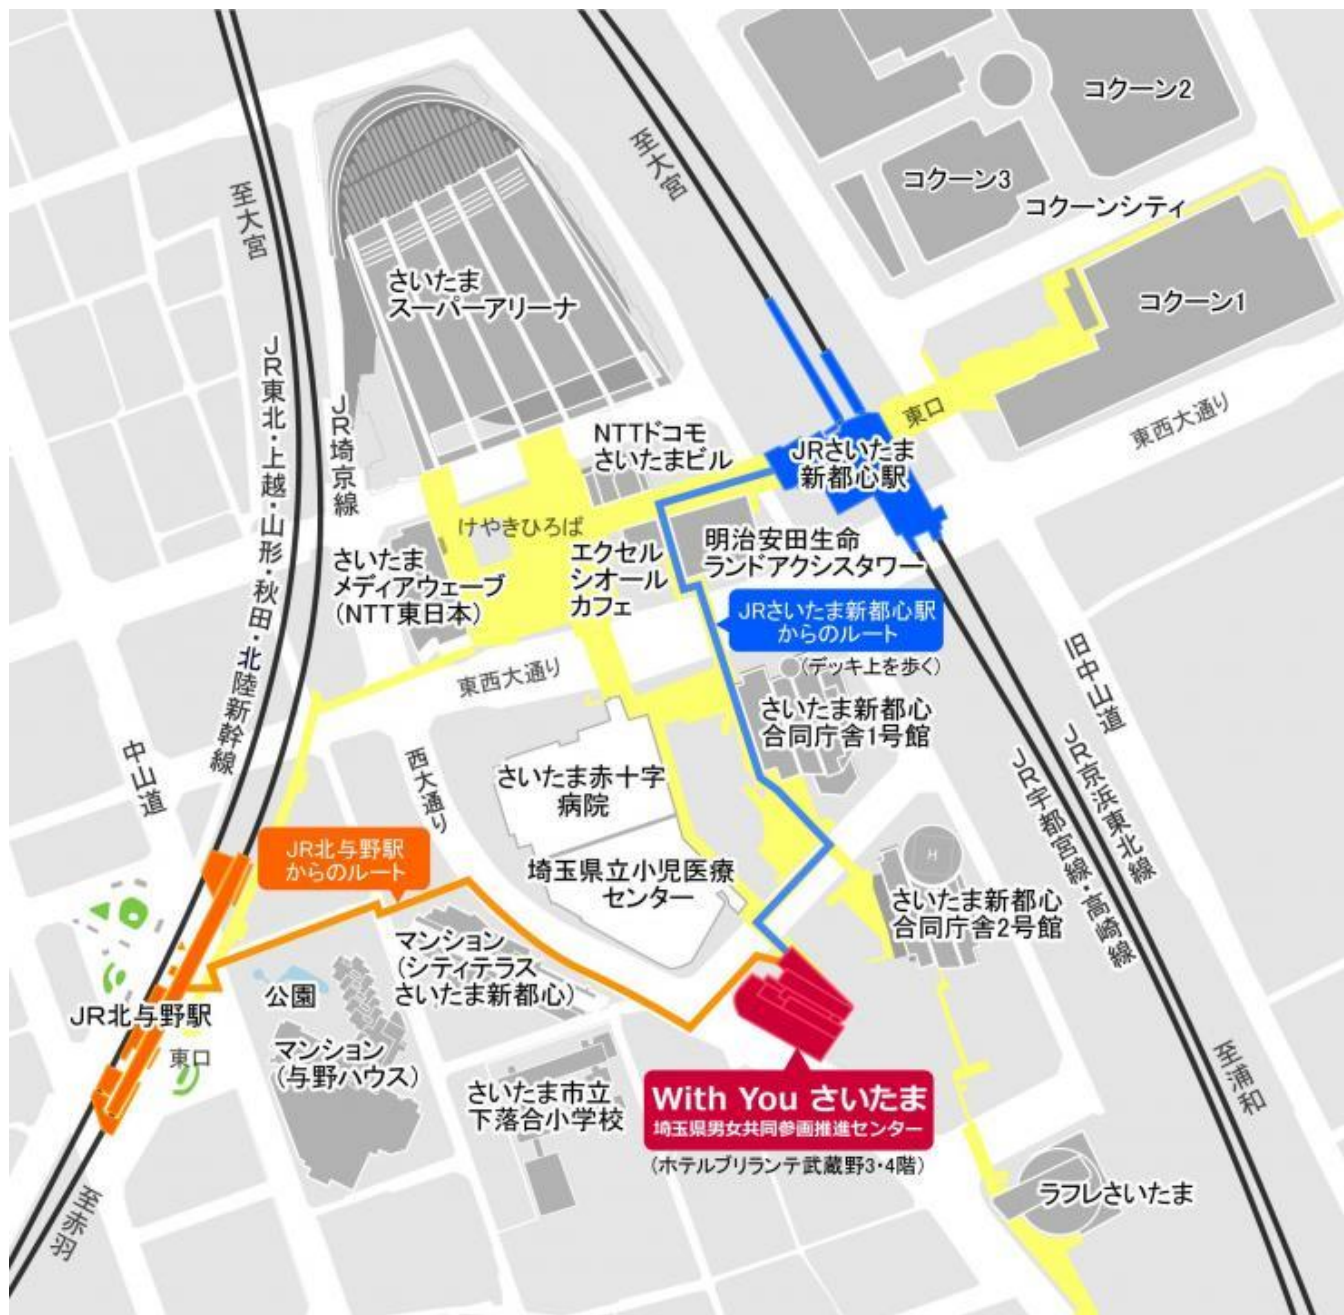 コクーン2
至大宮
コクーン3
コクーンシティ
至大宮
さいたま
スーパーアリーナ
コクーン1
JR東北・上越・山形・秋田・北陸新幹線
JR埼京線
東口
東西大通り
NTTドコモ
さいたまビル
JRさいたま
新都心駅
けやきひろば
さいたま
メディアウェーブ
(NTT東日本)
エクセル
シオール
カフェ
明治安田生命
ランドアクシスタワー
JRさいたま新都心駅
からのルート
(デッキ上を歩く)
旧中山道
東西大通り
さいたま新都心
合同庁舎1号館
中山道
西大通り
さいたま赤十字
病院
JR京浜東北線
JR宇都宮線・高崎線
JR北与野駅
からのルート
埼玉県立小児医療
センター
H
さいたま新都心
合同庁舎2号館
マンション
(シティテラス
さいたま新都心)
公園
JR北与野駅
東口
マンション
(与野ハウス)
さいたま市立
下落合小学校
With You さいたま
埼玉県男女共同参画推進センター
(ホテルブリランテ武蔵野3・4階)
至浦和
ラフレさいたま
至赤羽